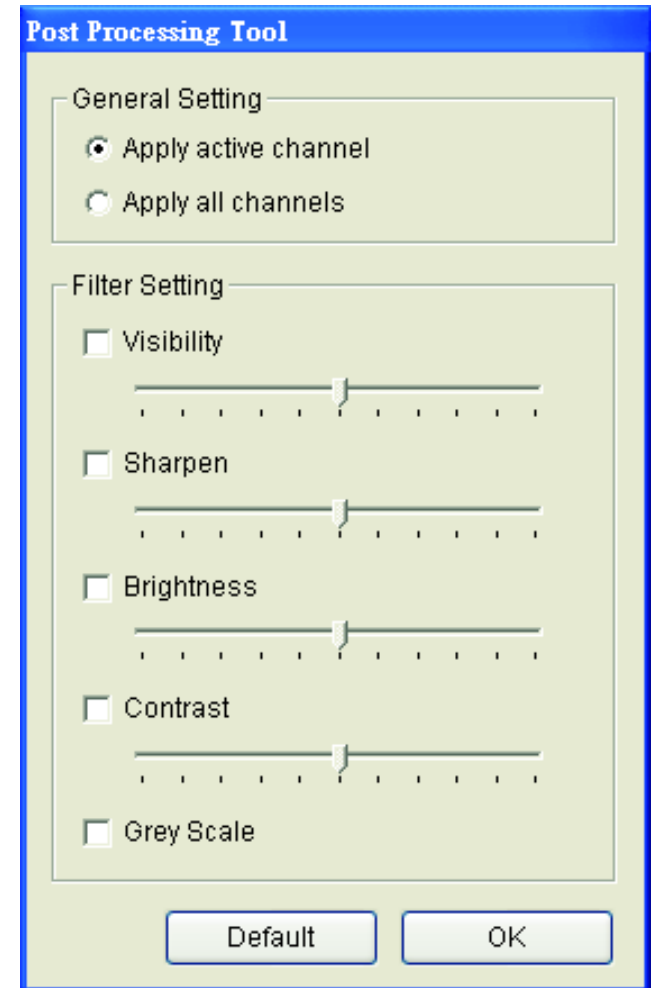 Post Processing Tool
General Setting
Apply active channel
Apply all channels
Filter Setting
Visibility
Sharpen
Brightness
Contrast
Grey Scale
Default OK